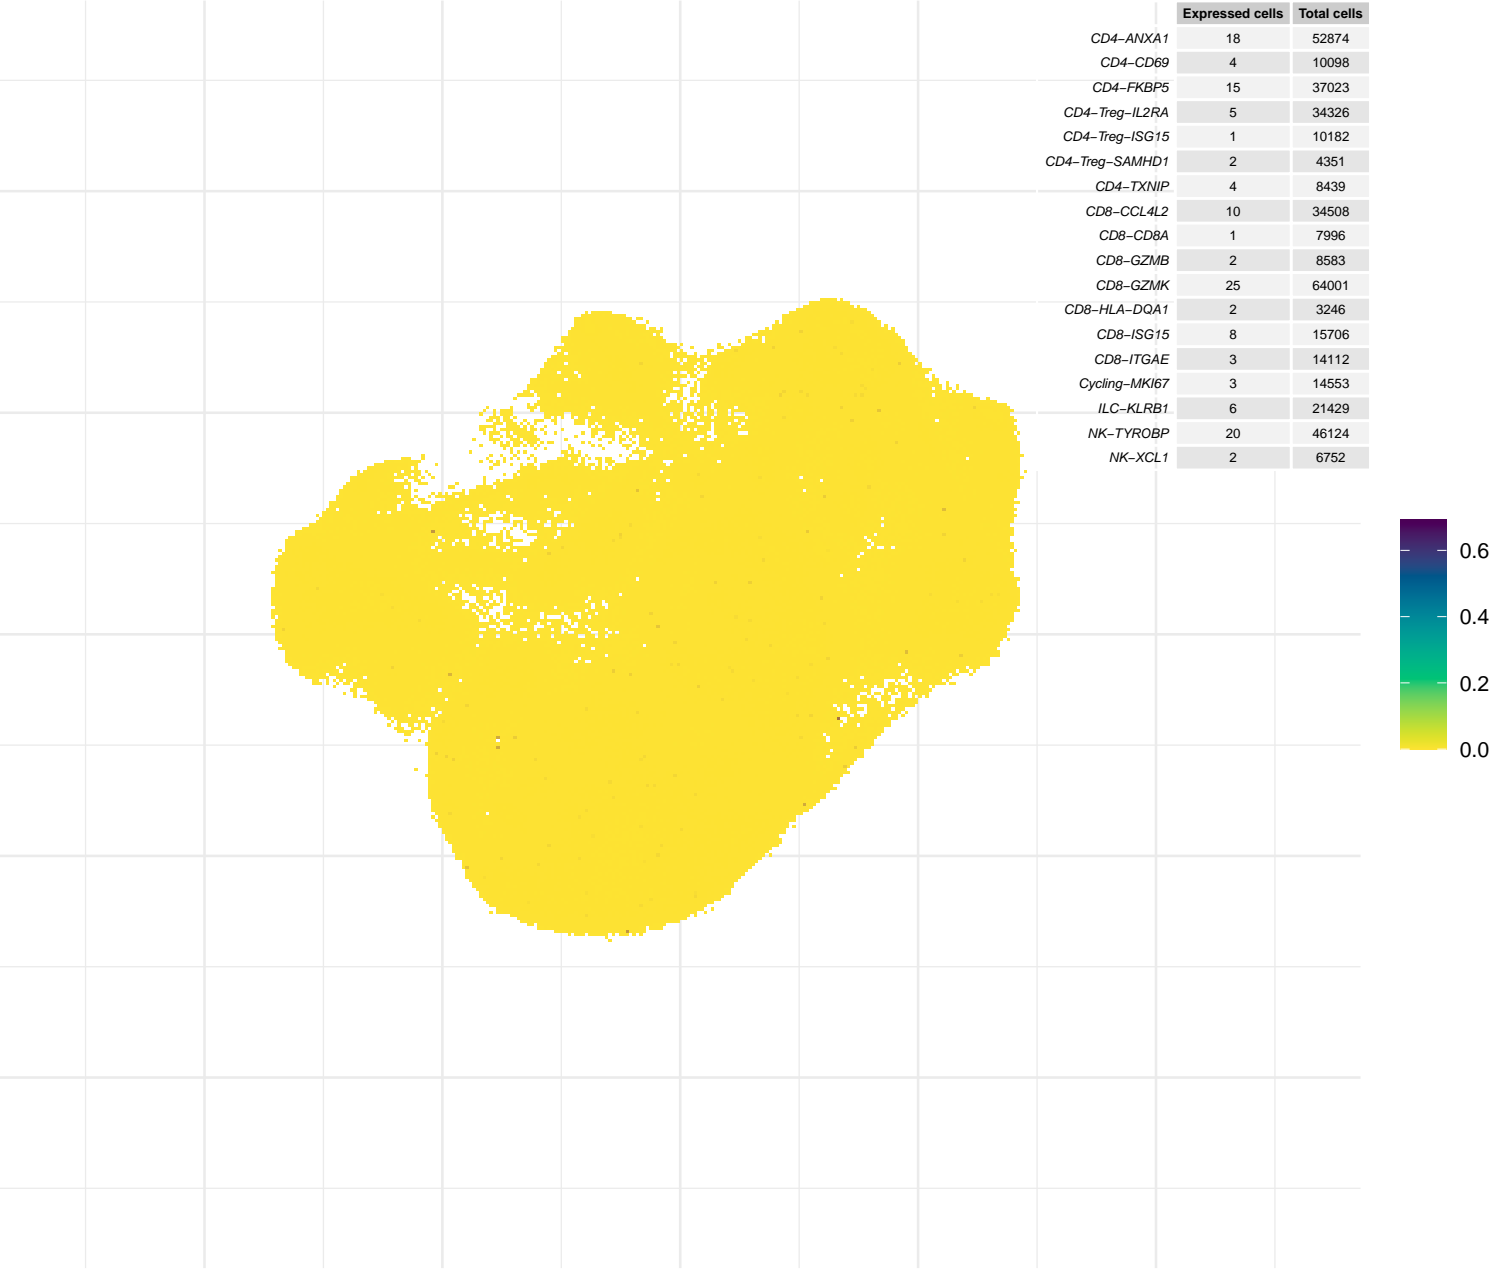 Expressed cells Total cells
CD4−ANXA1 18 52874
CD4−CD69 4 10098
CD4−FKBP5 15 37023
CD4−Treg−IL2RA 5 34326
CD4−Treg−ISG15 1 10182
CD4−Treg−SAMHD1 2 4351
CD4−TXNIP 4 8439
CD8−CCL4L2 10 34508
CD8−CD8A 1 7996
CD8−GZMB 2 8583
CD8−GZMK 25 64001
CD8−HLA−DQA1 2 3246
CD8−ISG15 8 15706
CD8−ITGAE 3 14112
Cycling−MKI67 3 14553
ILC−KLRB1 6 21429
NK−TYROBP 20 46124
NK−XCL1 2 6752
0.6
0.4
0.2
0.0